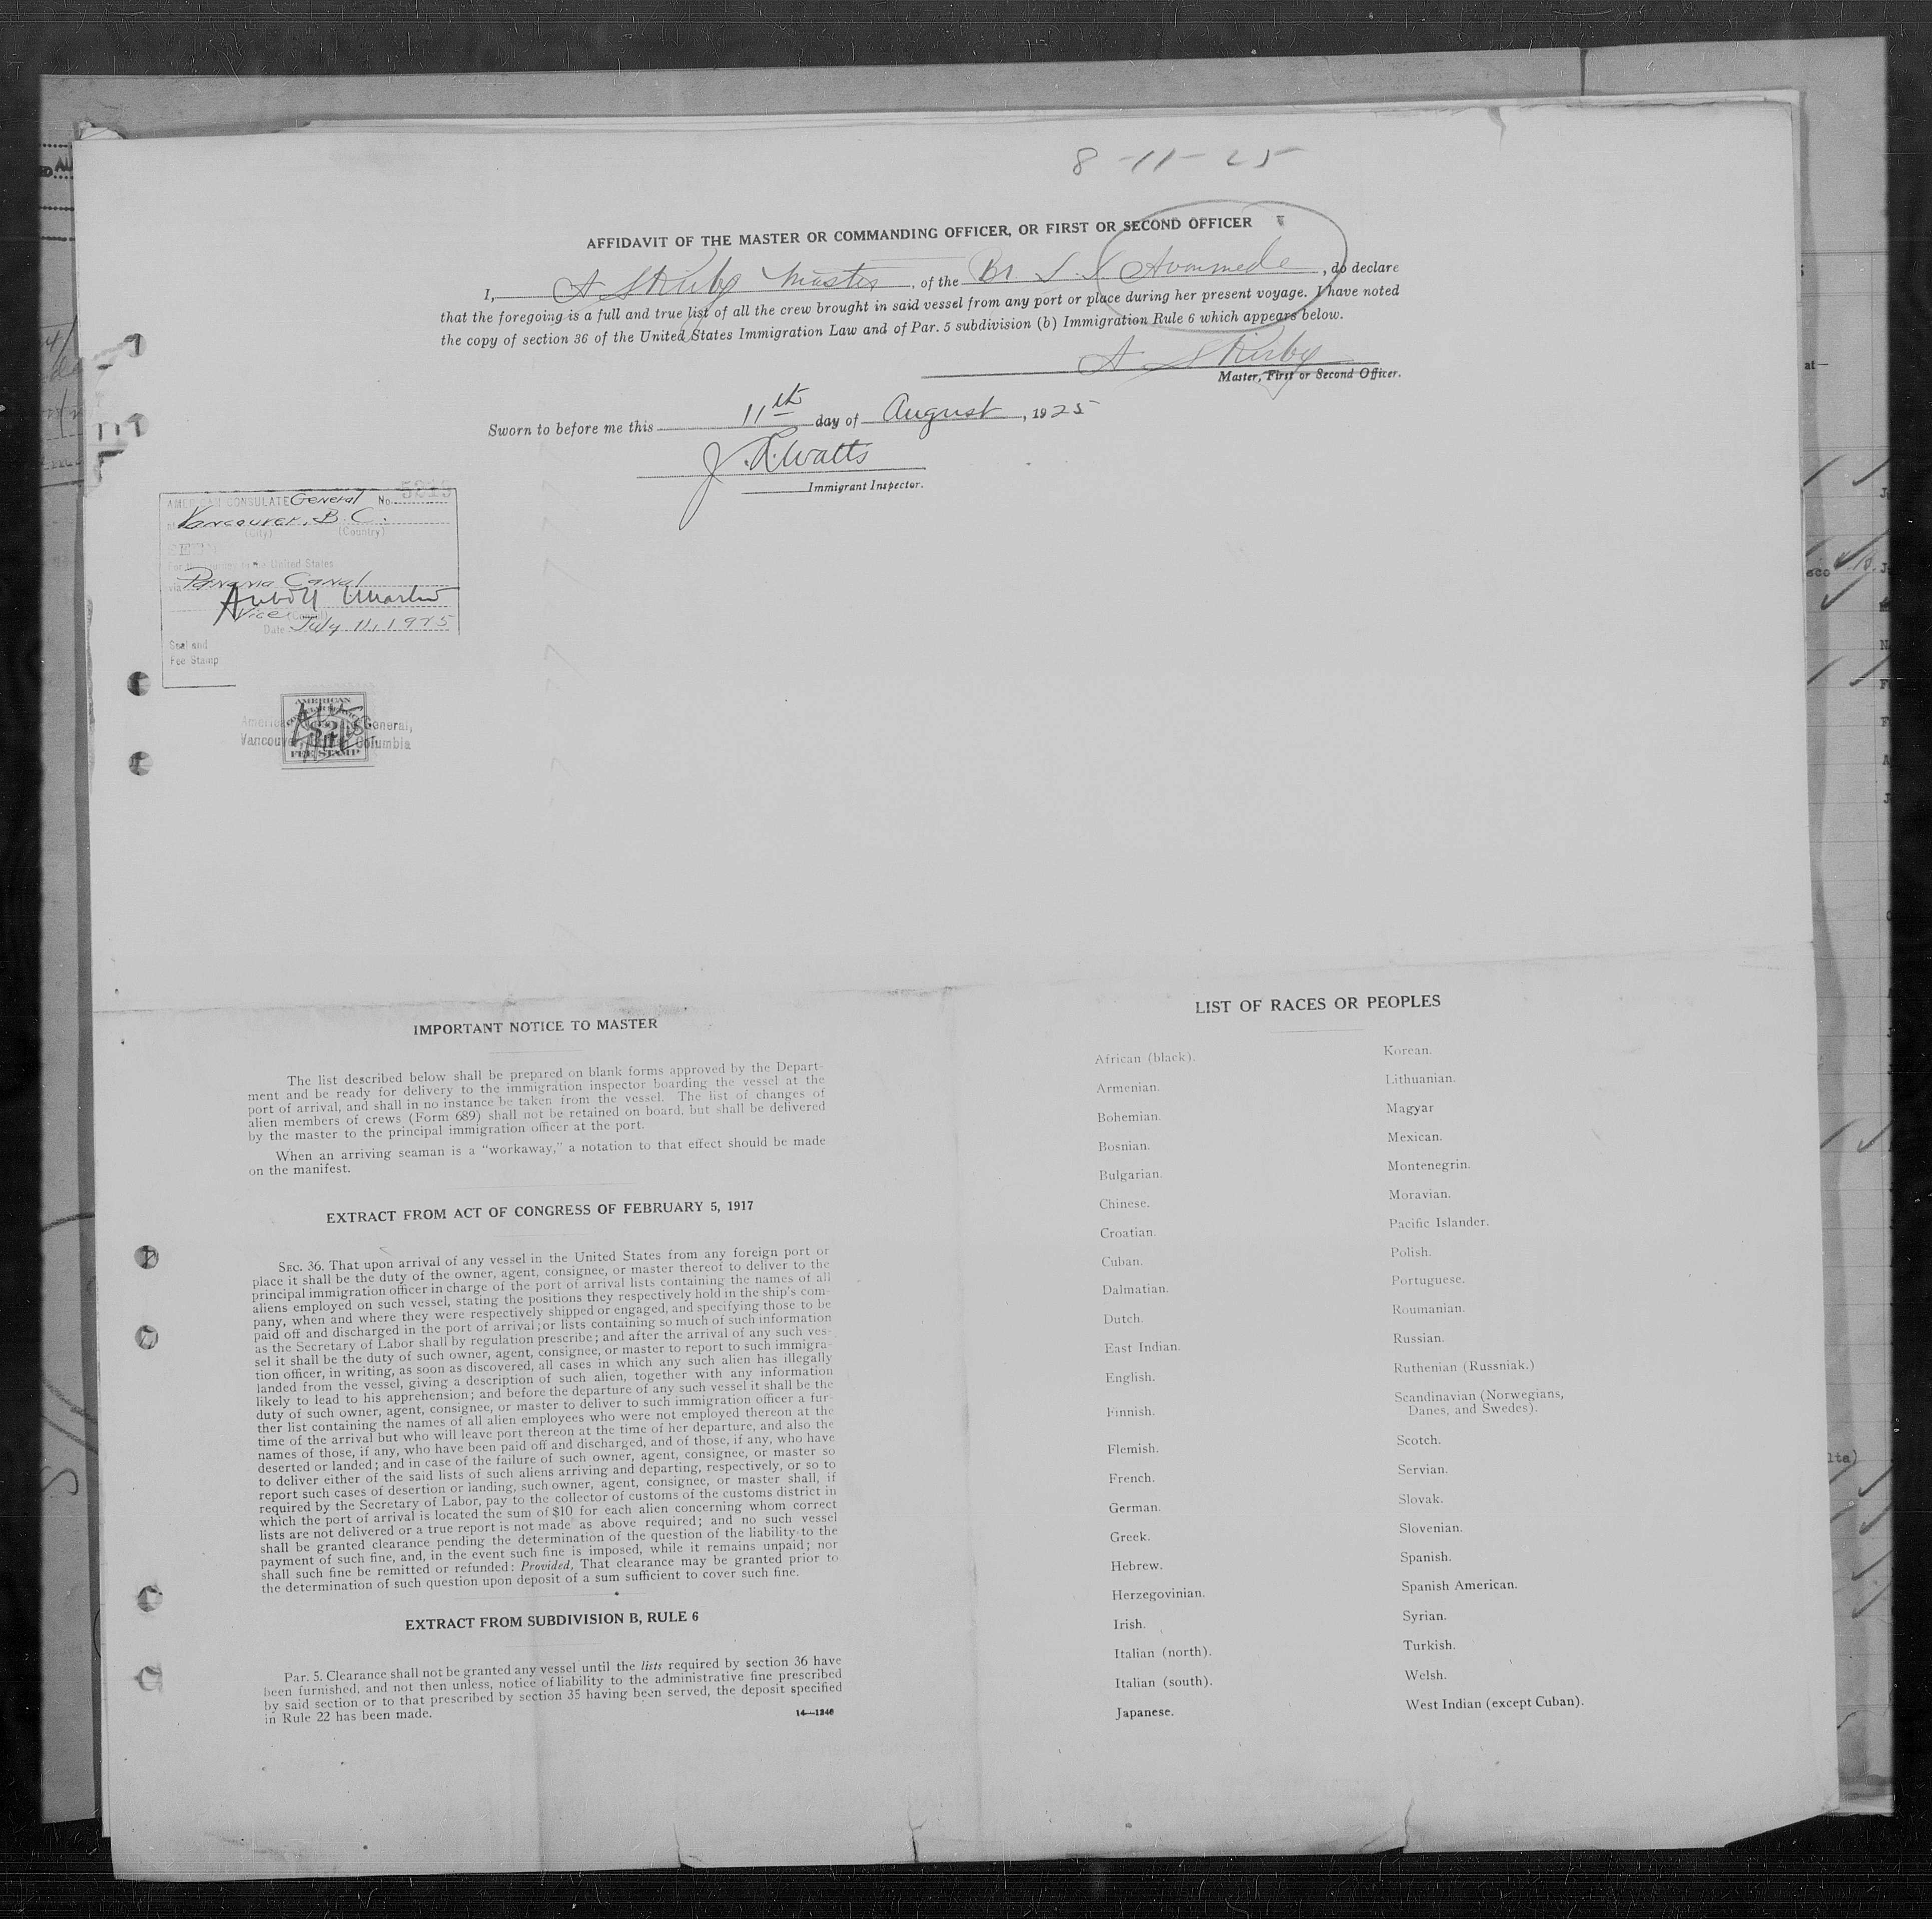 8-11-25
AFFIDAVIT OF THE MASTER OR COMMANDING OFFICER, OR FIRST OR SECOND OFFICER
I, A S Kirby Master, of the Br S.S. Avonmede, do declare
that the foregoing is a full and true list of all the crew brought in said vessel from any port or place during her present voyage. I have noted
the copy of section 36 of the United States Immigration Law and of Par. 5 subdivision (b) Immigration Rule 6 which appears below.
A S Kirby
Master, First or Second Officer.
Sworn to before me this 11th day of August, 1925
J. R. Watts
Immigrant Inspector.
AMERICAN CONSULATE General No.
Vancouver, B.C.
(City) (Country)
SEEN
For the journey to the United States
via Panama Canal
Vice (Consul)
Date July 11, 1925
Seal and
Fee Stamp
AMERICAN
FEE STAMP
American General,
Vancouver Columbia
IMPORTANT NOTICE TO MASTER
The list described below shall be prepared on blank forms approved by the Depart-
ment and be ready for delivery to the immigration inspector boarding the vessel at the
port of arrival, and shall in no instance be taken from the vessel. The list of changes of
alien members of crews (Form 689) shall not be retained on board, but shall be delivered
by the master to the principal immigration officer at the port.
When an arriving seaman is a "workaway," a notation to that effect should be made
on the manifest.
EXTRACT FROM ACT OF CONGRESS OF FEBRUARY 5, 1917
SEC. 36. That upon arrival of any vessel in the United States from any foreign port or
place it shall be the duty of the owner, agent, consignee, or master thereof to deliver to the
principal immigration officer in charge of the port of arrival lists containing the names of all
aliens employed on such vessel, stating the positions they respectively hold in the ship's com-
pany, when and where they were respectively shipped or engaged, and specifying those to be
paid off and discharged in the port of arrival; or lists containing so much of such information
as the Secretary of Labor shall by regulation prescribe; and after the arrival of any such ves-
sel it shall be the duty of such owner, agent, consignee, or master to report to such immigra-
tion officer, in writing, as soon as discovered, all cases in which any such alien has illegally
landed from the vessel, giving a description of such alien, together with any information
likely to lead to his apprehension; and before the departure of any such vessel it shall be the
duty of such owner, agent, consignee, or master to deliver to such immigration officer a fur-
ther list containing the names of all alien employees who were not employed thereon at the
time of the arrival but who will leave port thereon at the time of her departure, and also the
names of those, if any, who have been paid off and discharged, and of those, if any, who have
deserted or landed; and in case of the failure of such owner, agent, consignee, or master so
to deliver either of the said lists of such aliens arriving and departing, respectively, or so to
report such cases of desertion or landing, such owner, agent, consignee, or master shall, if
required by the Secretary of Labor, pay to the collector of customs of the customs district in
which the port of arrival is located the sum of $10 for each alien concerning whom correct
lists are not delivered or a true report is not made as above required; and no such vessel
shall be granted clearance pending the determination of the question of the liability to the
payment of such fine, and, in the event such fine is imposed, while it remains unpaid; nor
shall such fine be remitted or refunded: Provided, That clearance may be granted prior to
the determination of such question upon deposit of a sum sufficient to cover such fine.
EXTRACT FROM SUBDIVISION B, RULE 6
Par. 5. Clearance shall not be granted any vessel until the lists required by section 36 have
been furnished, and not then unless, notice of liability to the administrative fine prescribed
by said section or to that prescribed by section 35 having been served, the deposit specified
in Rule 22 has been made.
14—1240
LIST OF RACES OR PEOPLES
African (black).
Armenian.
Bohemian.
Bosnian.
Bulgarian.
Chinese.
Croatian.
Cuban.
Dalmatian.
Dutch.
East Indian.
English.
Finnish.
Flemish.
French.
German.
Greek.
Hebrew.
Herzegovinian.
Irish.
Italian (north).
Italian (south).
Japanese.
Korean.
Lithuanian.
Magyar
Mexican.
Montenegrin.
Moravian.
Pacific Islander.
Polish.
Portuguese.
Roumanian.
Russian.
Ruthenian (Russniak.)
Scandinavian (Norwegians,
Danes, and Swedes).
Scotch.
Servian.
Slovak.
Slovenian.
Spanish.
Spanish American.
Syrian.
Turkish.
Welsh.
West Indian (except Cuban).
at—